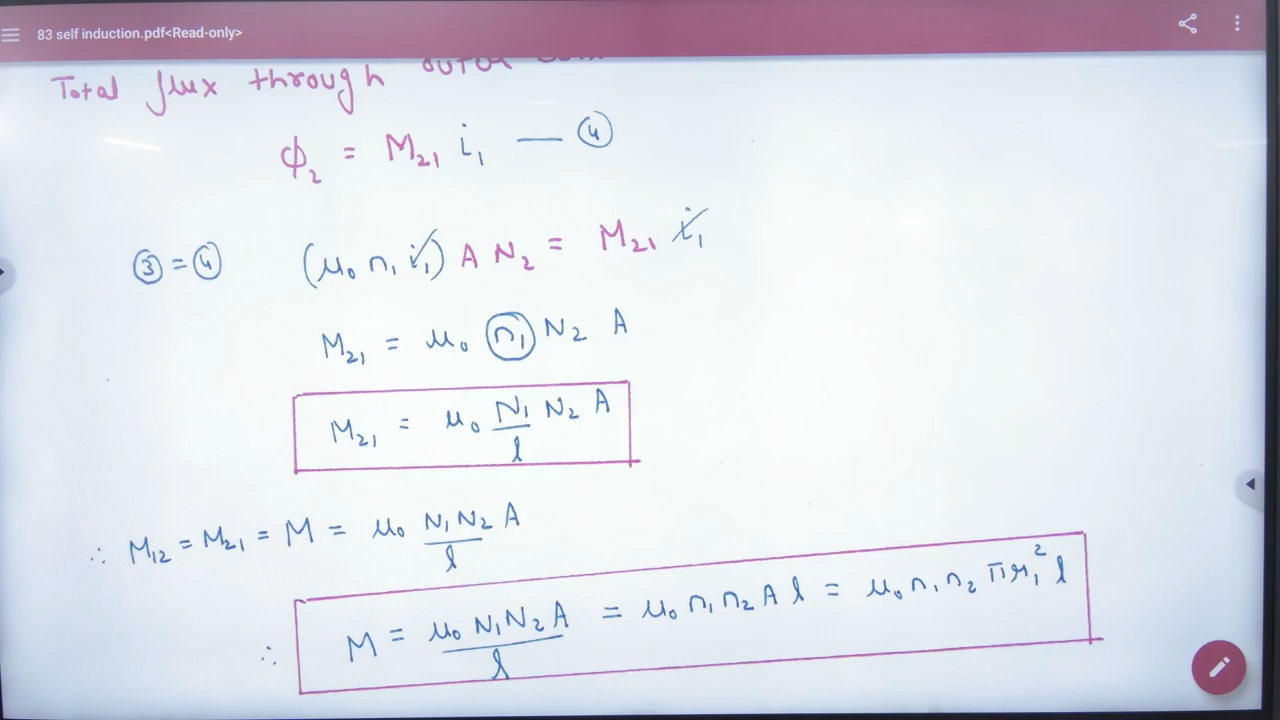 83 self induction.pdf<Read-only>
Total flux through outer
ϕ₂ = M₂₁ i₁ — ④
③ = ④ (μ₀ n₁ i₁) A N₂ = M₂₁ i₁
M₂₁ = μ₀ n₁ N₂ A
M₂₁ = μ₀ N₁/l N₂ A
∴ M₁₂ = M₂₁ = M = μ₀ N₁N₂ A/l
∴ M = μ₀ N₁N₂A/l = μ₀ n₁n₂ A l = μ₀ n₁ n₂ πr₁² l